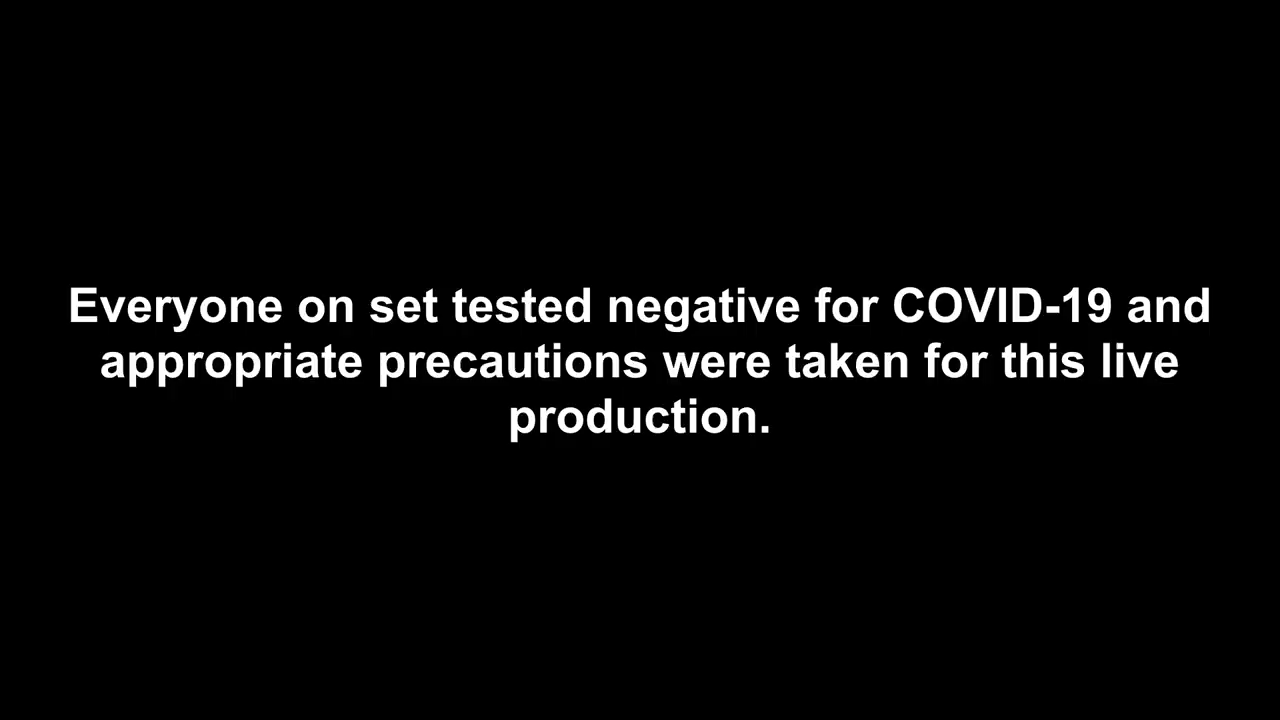 Everyone on set tested negative for COVID-19 and
appropriate precautions were taken for this live
production.